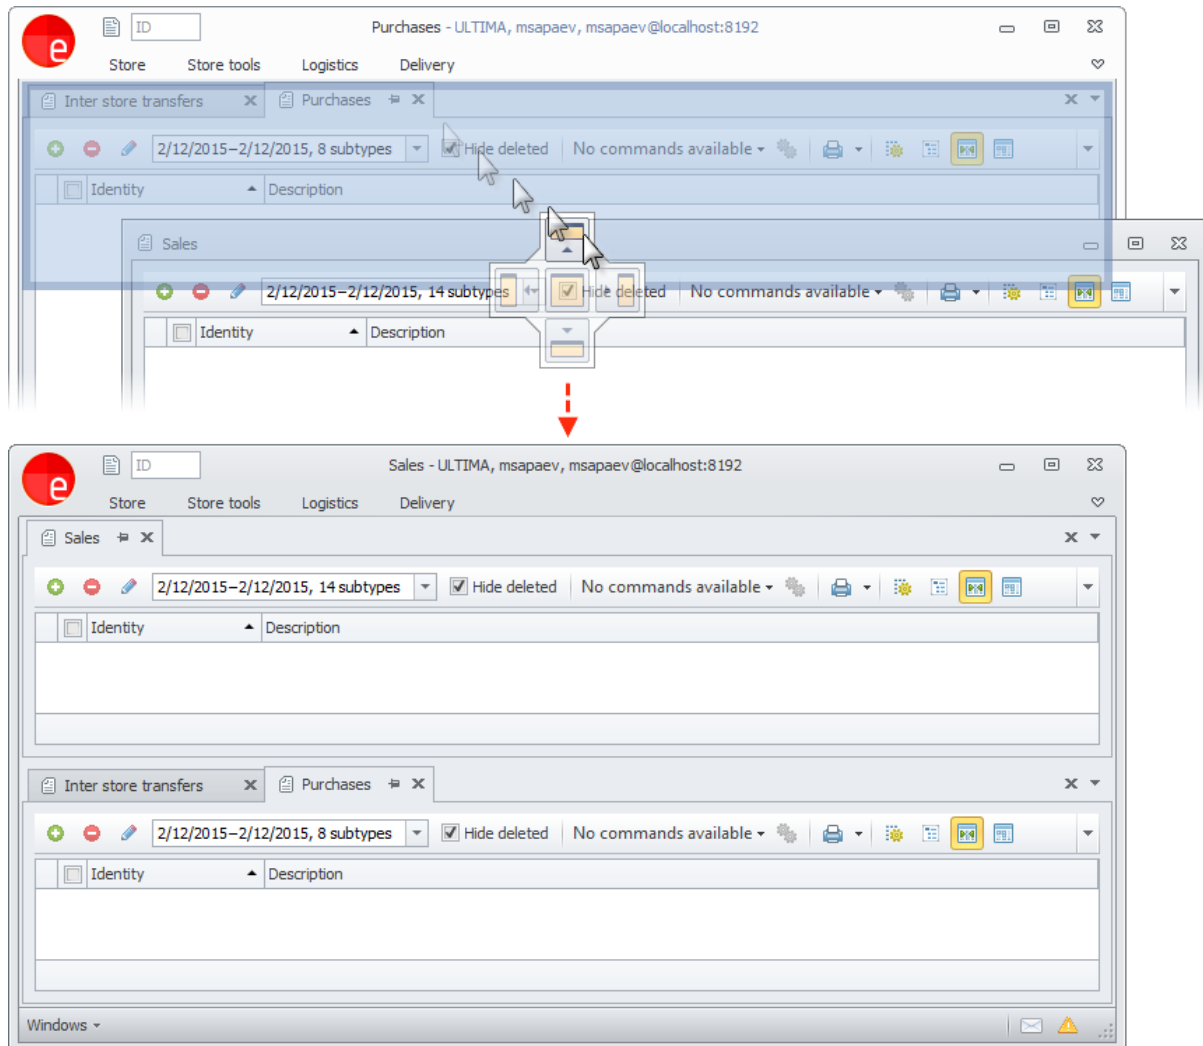 ID
Purchases - ULTIMA, msapaev, msapaev@localhost:8192
Store Store tools Logistics Delivery
Inter store transfers Purchases
2/12/2015–2/12/2015, 8 subtypes Hide deleted No commands available
Identity Description
Sales
2/12/2015–2/12/2015, 14 subtypes Hide deleted No commands available
Identity Description
ID
Sales - ULTIMA, msapaev, msapaev@localhost:8192
Store Store tools Logistics Delivery
Sales
2/12/2015–2/12/2015, 14 subtypes Hide deleted No commands available
Identity Description
Inter store transfers Purchases
2/12/2015–2/12/2015, 8 subtypes Hide deleted No commands available
Identity Description
Windows